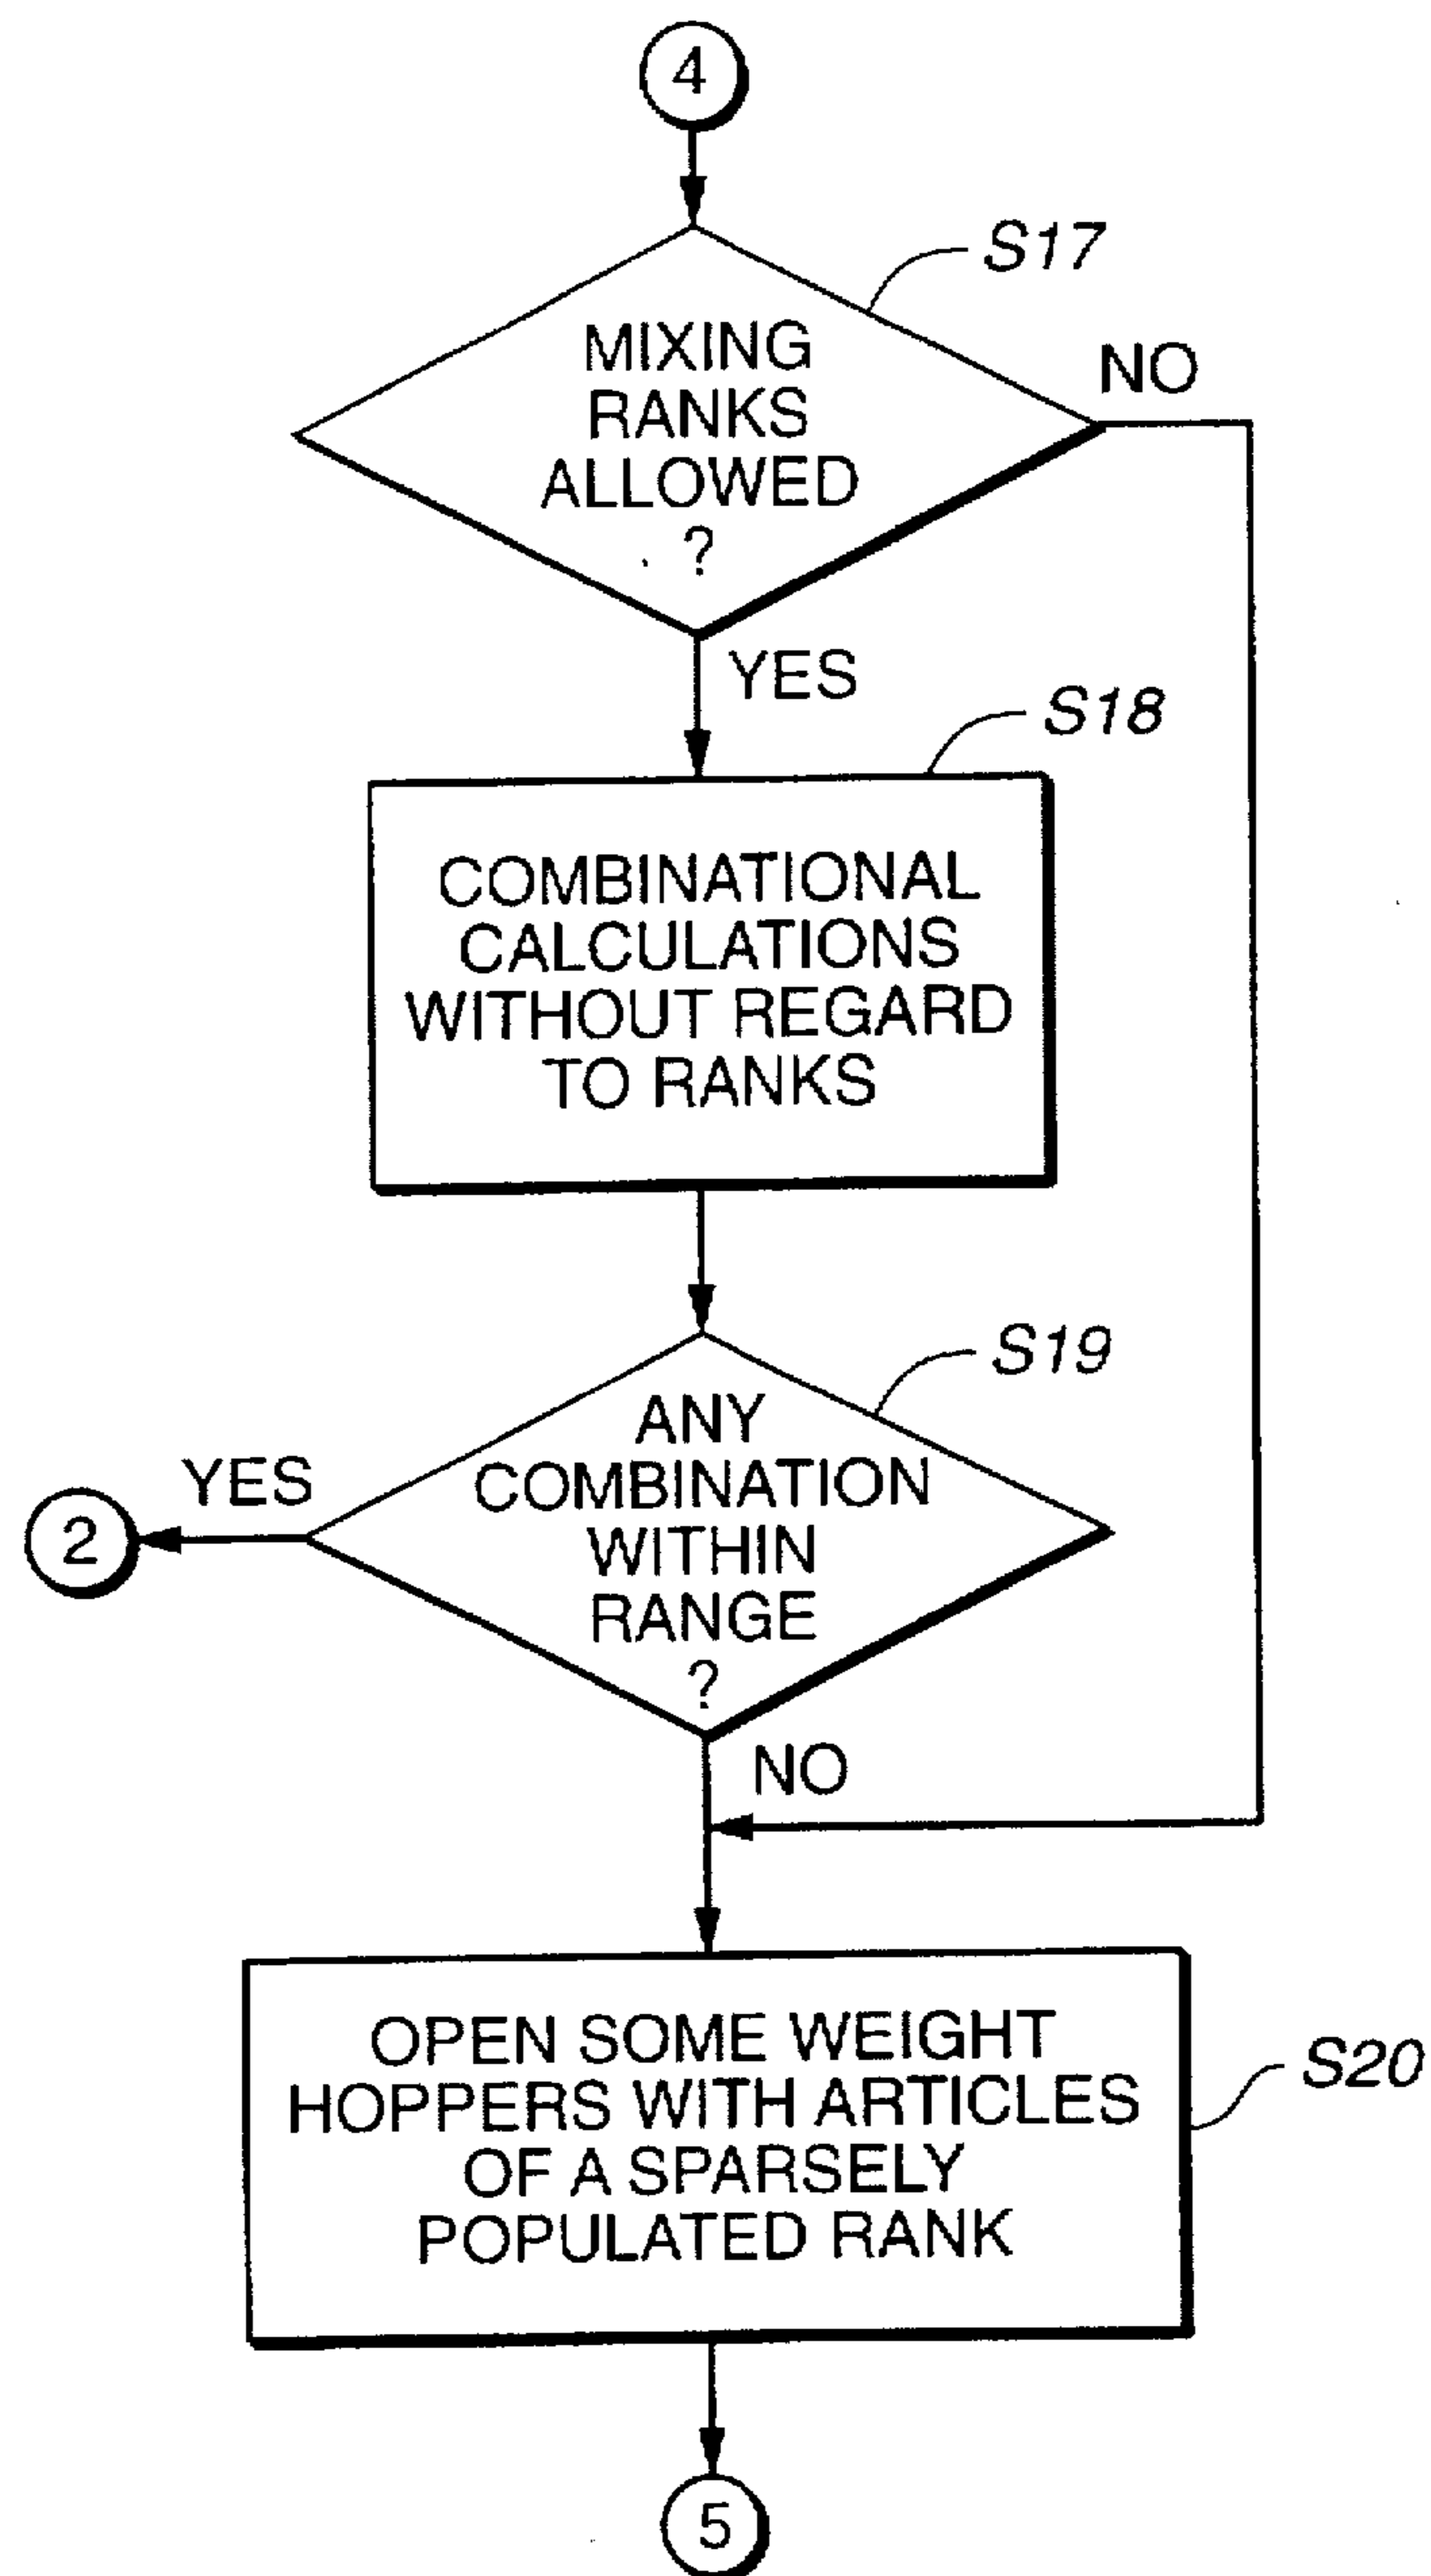 4
S17
MIXING
RANKS
ALLOWED
?
NO
YES
S18
COMBINATIONAL
CALCULATIONS
WITHOUT REGARD
TO RANKS
S19
ANY
COMBINATION
WITHIN
RANGE
?
YES
2
NO
OPEN SOME WEIGHT
HOPPERS WITH ARTICLES
OF A SPARSELY
POPULATED RANK
S20
5